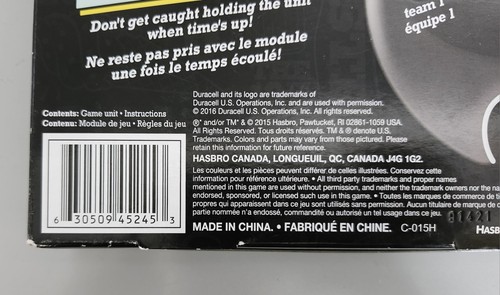 Don't get caught holding the unit
when time's up!
Ne reste pas pris avec le module
une fois le temps écoulé!
team 1
équipe 1
Contents: Game unit • Instructions
Contenu: Module de jeu • Règles du jeu
Duracell and its logo are trademarks of
Duracell U.S. Operations, Inc. and are used with permission.
© 2016 Duracell U.S. Operations, Inc. All rights reserved.
®* and/or TM* & © 2015 Hasbro, Pawtucket, RI 02861-1059 USA.
All Rights Reserved. Tous droits réservés. TM & ® denote U.S.
Trademarks. Colors and parts may vary from those pictured. Please
retain this information for future reference.
HASBRO CANADA, LONGUEUIL, QC, CANADA J4G 1G2.
Les couleurs et les pièces peuvent différer de celles illustrées. Conservez cette
information pour référence ultérieure. • All third party trademarks and proper names
mentioned in this game are used without permission, and neither the trademark owners nor the na
endorsed, sponsored, or licensed such use in this game. • Toutes les marques de commerce de ti
propres qui apparaissent dans ce jeu sont utilisés sans permission. Aucun titulaire de marque de
partie nommée n'a endossé, commandité ou autorisé un tel usage dans ce jeu.
MADE IN CHINA. • FABRIQUÉ EN CHINE. C-015H
HASB
6 30509 45245 3